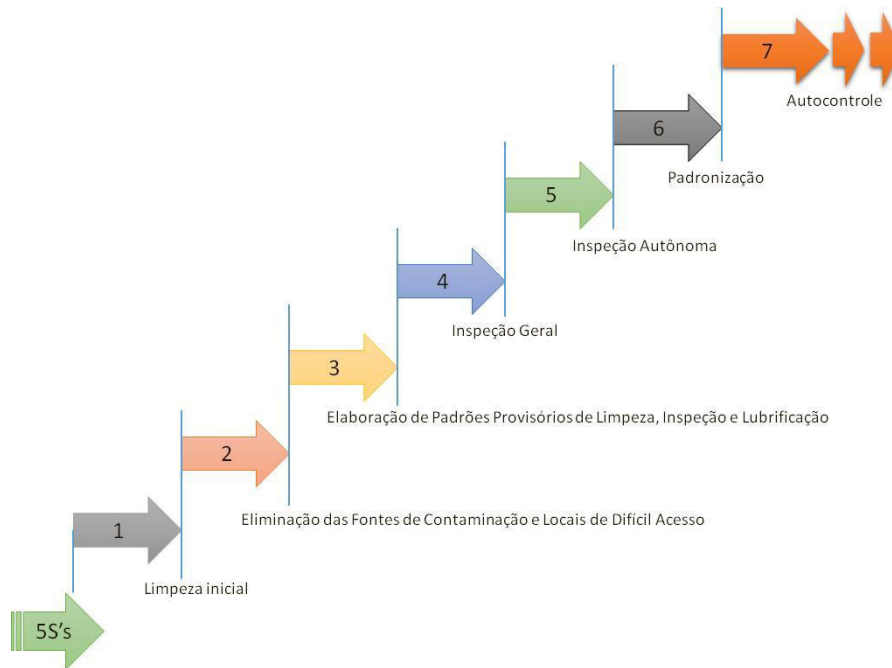 7
Autocontrole
6
Padronização
5
Inspeção Autônoma
4
Inspeção Geral
3
Elaboração de Padrões Provisórios de Limpeza, Inspeção e Lubrificação
2
Eliminação das Fontes de Contaminação e Locais de Difícil Acesso
1
Limpeza inicial
5S's